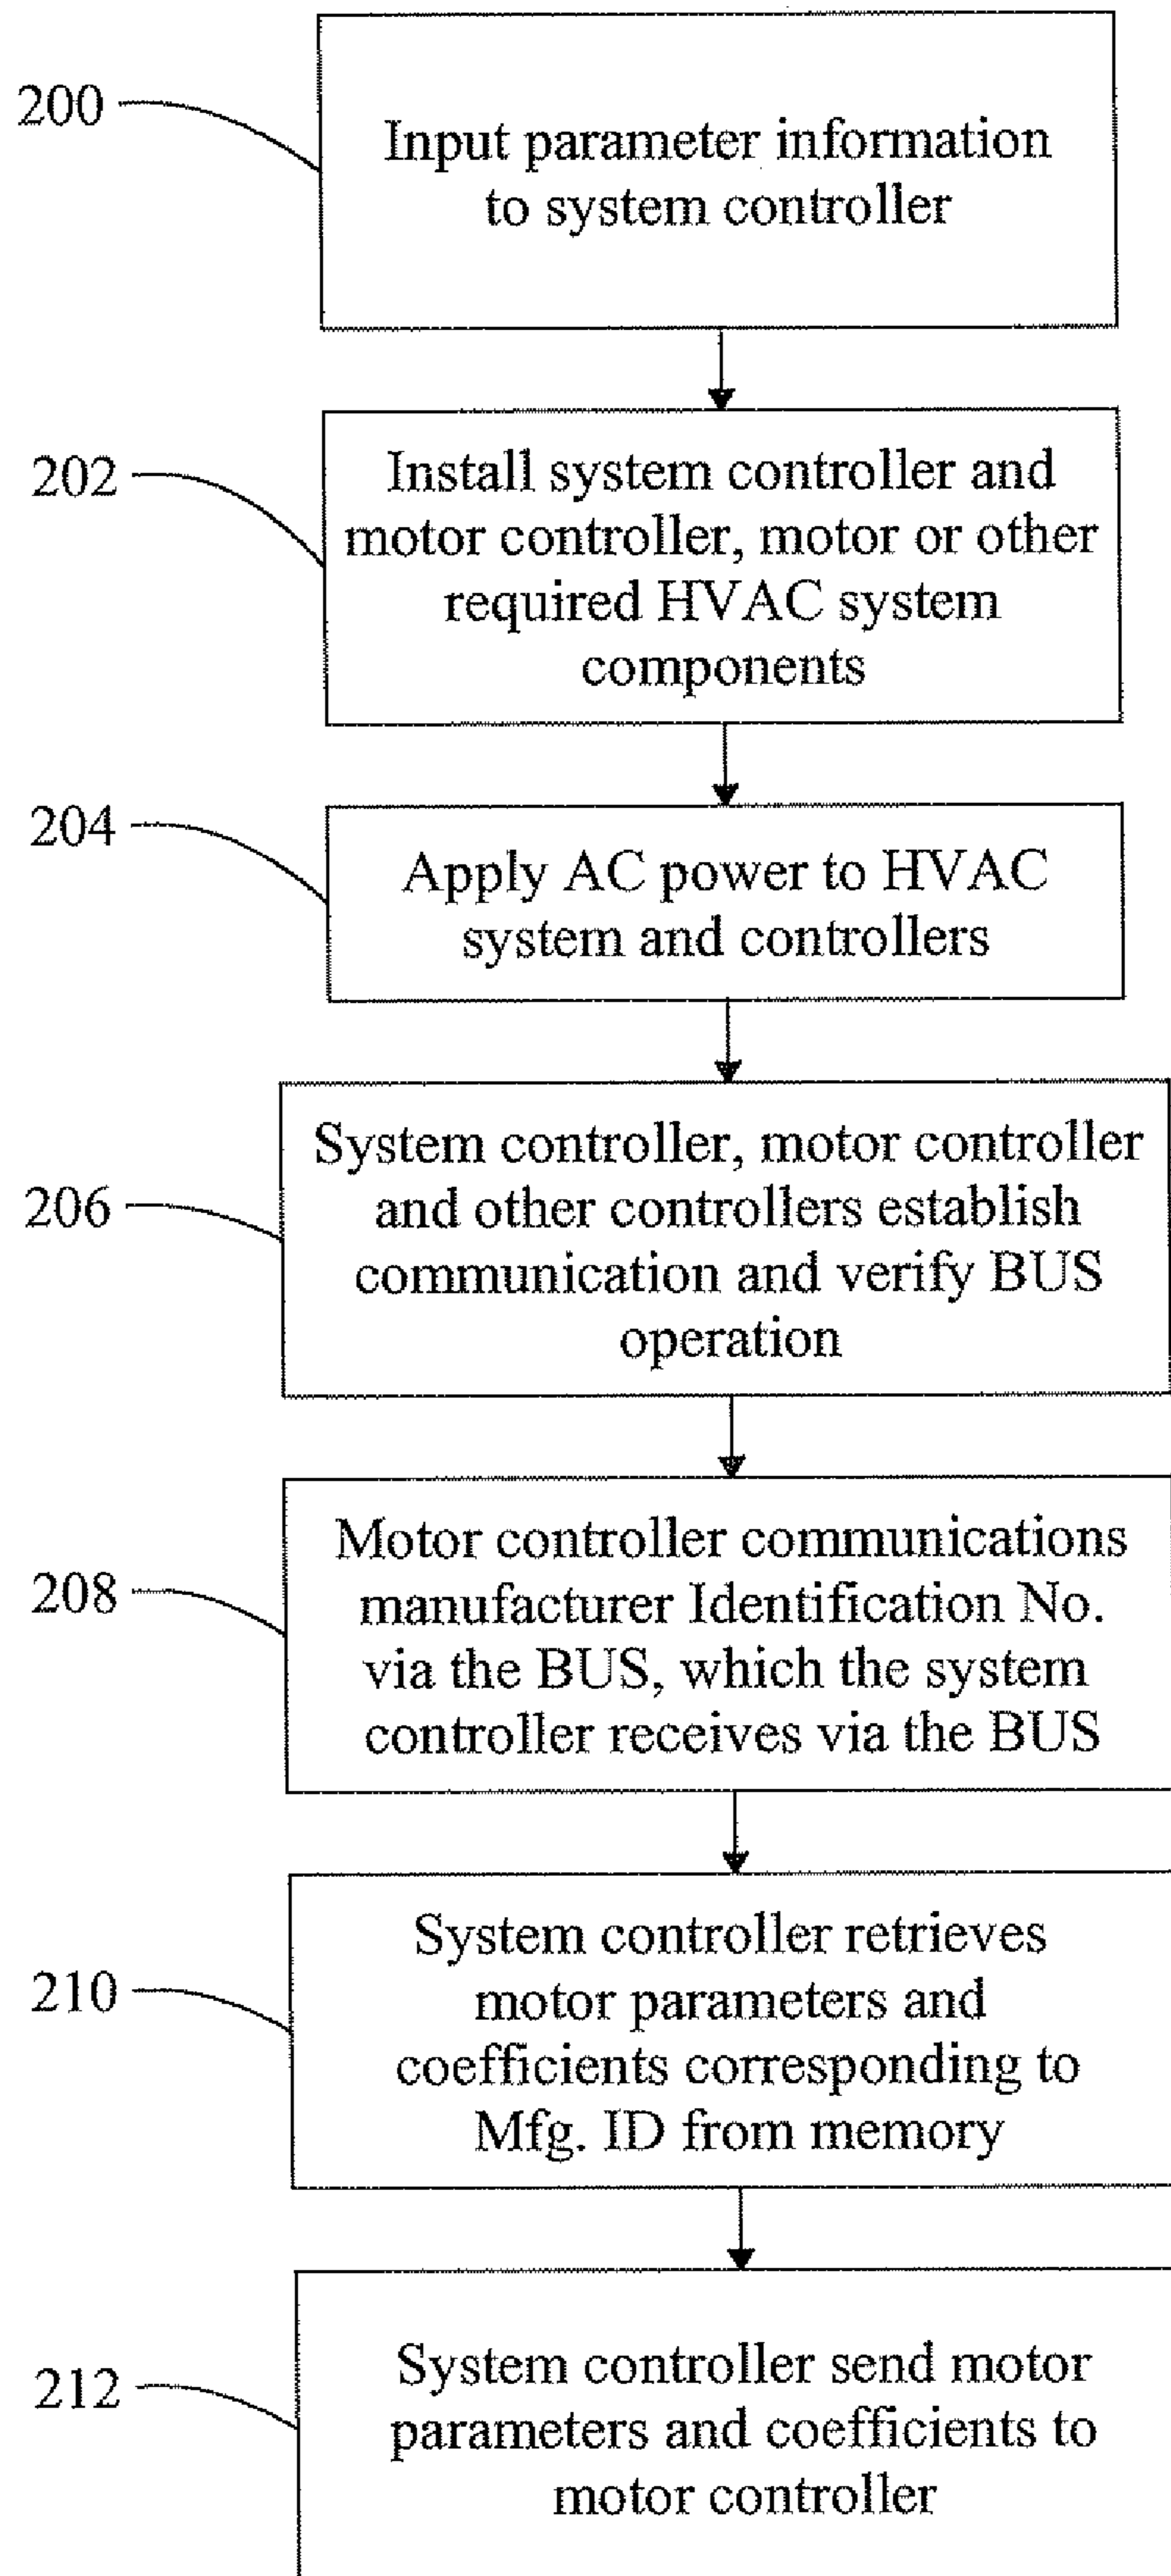 200
Input parameter information
to system controller
202
Install system controller and
motor controller, motor or other
required HVAC system
components
204
Apply AC power to HVAC
system and controllers
206
System controller, motor controller
and other controllers establish
communication and verify BUS
operation
208
Motor controller communications
manufacturer Identification No.
via the BUS, which the system
controller receives via the BUS
210
System controller retrieves
motor parameters and
coefficients corresponding to
Mfg. ID from memory
212
System controller send motor
parameters and coefficients to
motor controller